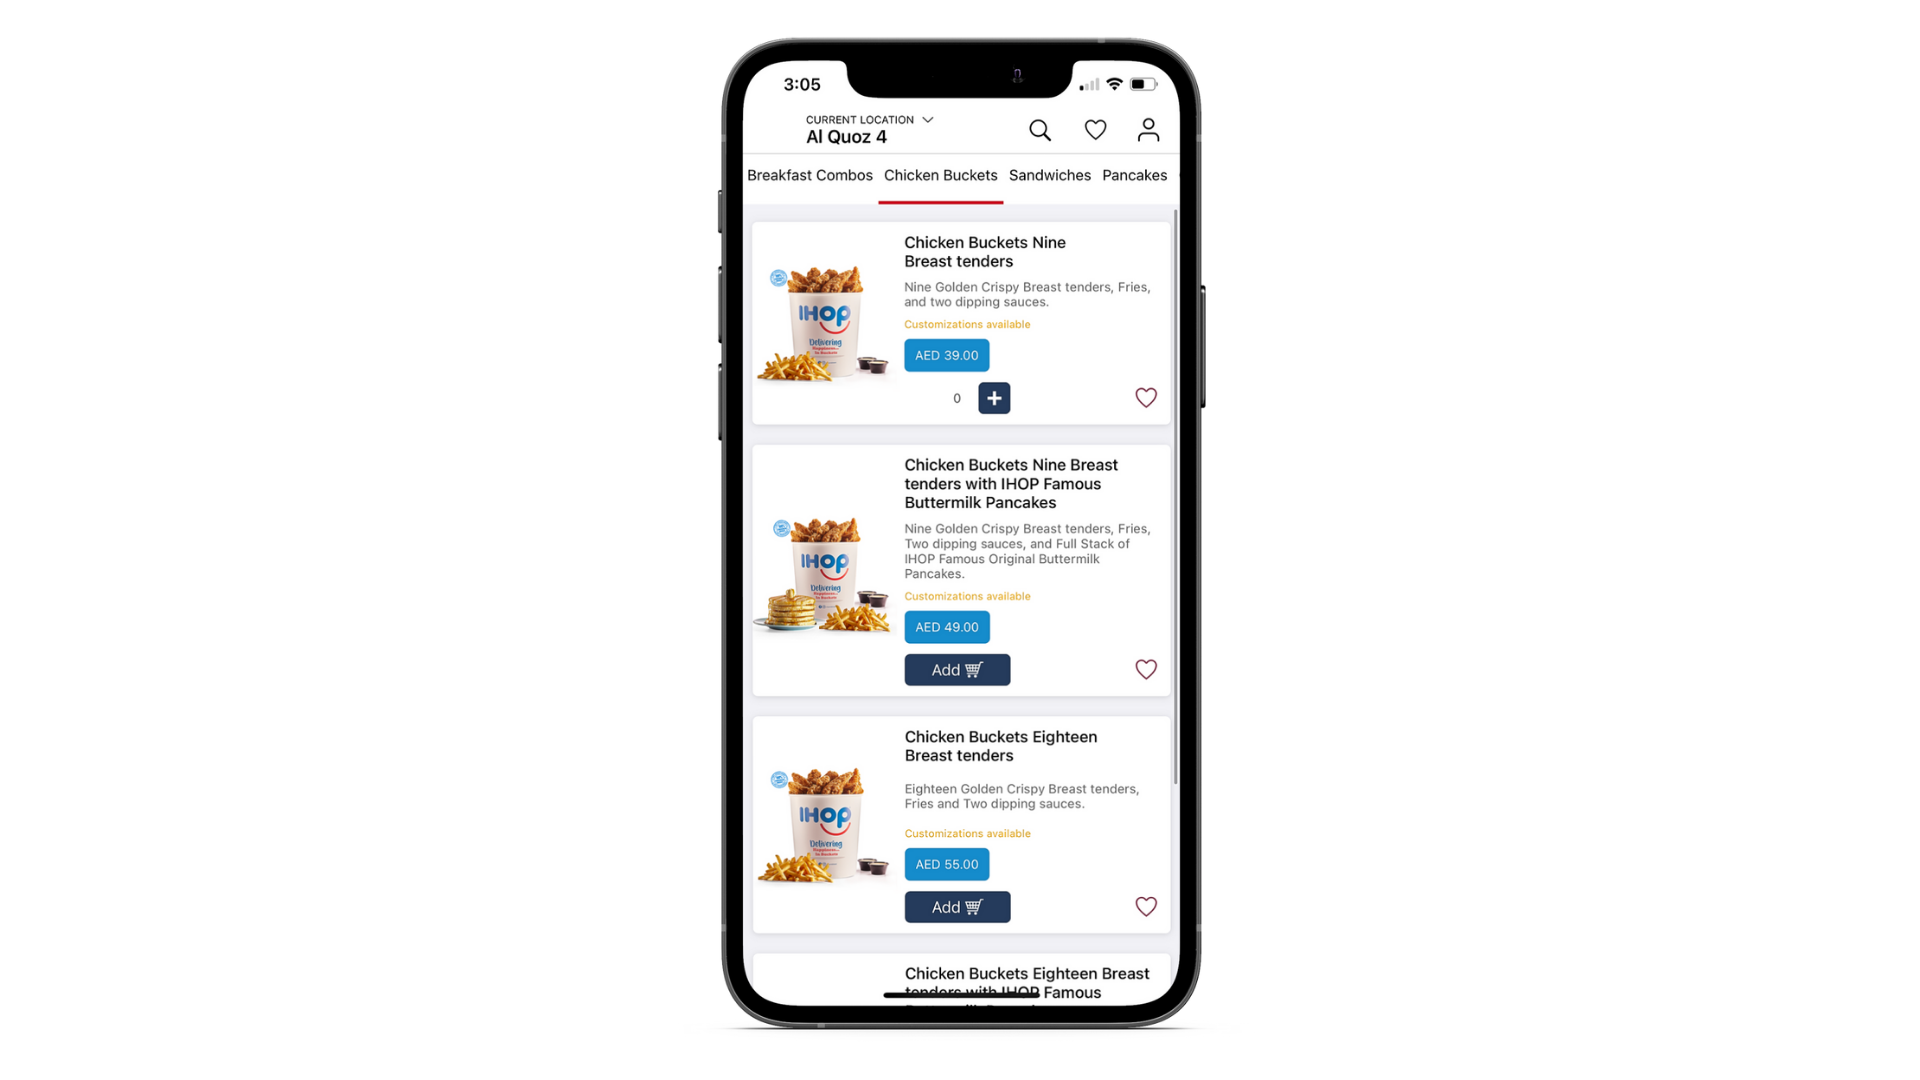 3:05
CURRENT LOCATION
Al Quoz 4
Breakfast Combos Chicken Buckets Sandwiches Pancakes
Chicken Buckets Nine
Breast tenders
Nine Golden Crispy Breast tenders, Fries,
and two dipping sauces.
Customizations available
AED 39.00
0 +
IHOP
Delivering
Chicken Buckets Nine Breast
tenders with IHOP Famous
Buttermilk Pancakes
Nine Golden Crispy Breast tenders, Fries,
Two dipping sauces, and Full Stack of
IHOP Famous Original Buttermilk
Pancakes.
Customizations available
AED 49.00
Add
IHOP
Delivering
Chicken Buckets Eighteen
Breast tenders
Eighteen Golden Crispy Breast tenders,
Fries and Two dipping sauces.
Customizations available
AED 55.00
Add
IHOP
Delivering
Chicken Buckets Eighteen Breast
tenders with IHOP Famous